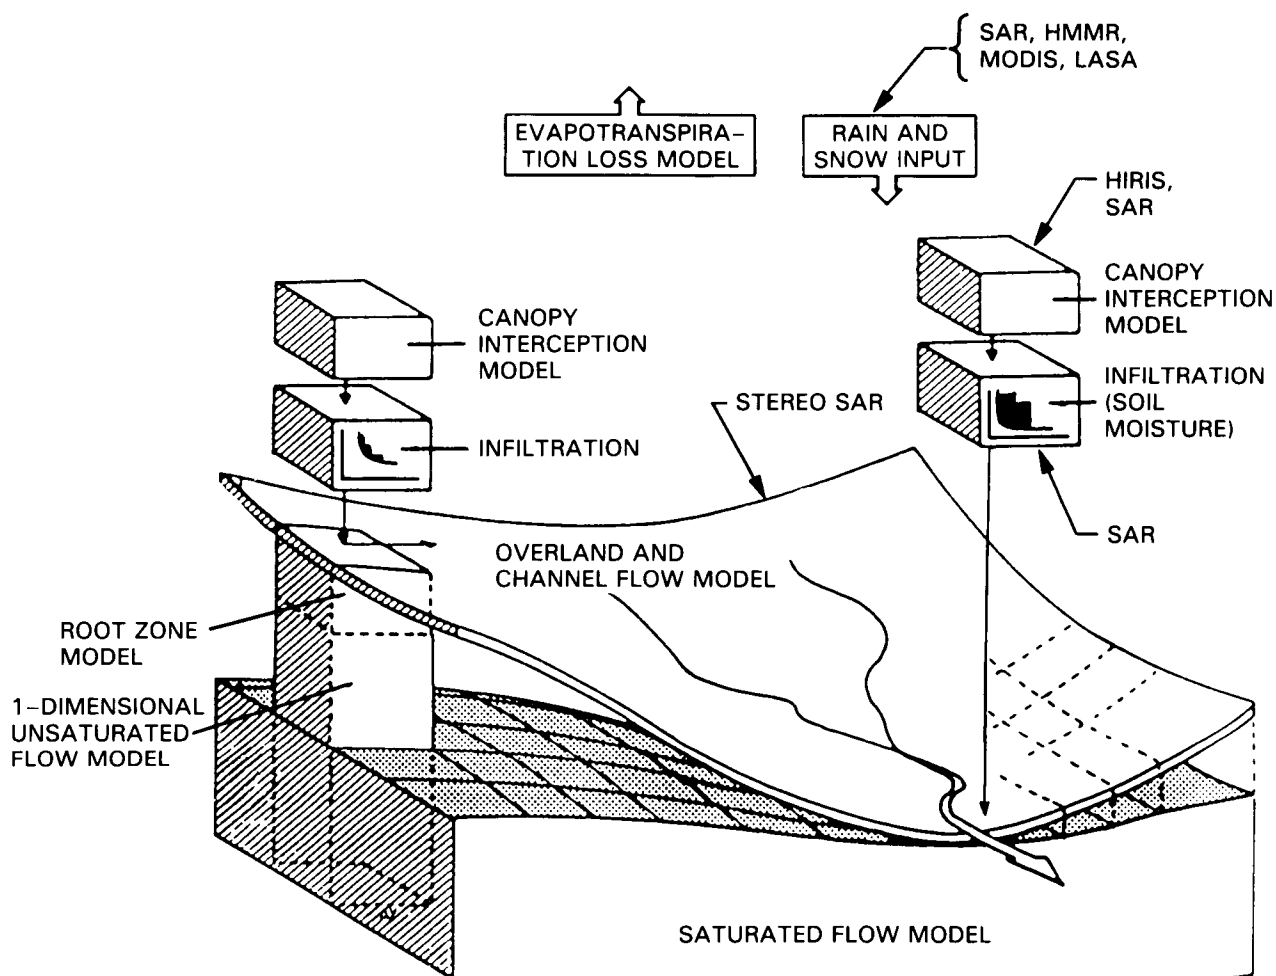 SAR, HMMR,
MODIS, LASA
EVAPOTRANSPIRA–
TION LOSS MODEL
RAIN AND
SNOW INPUT
HIRIS,
SAR
CANOPY
INTERCEPTION
MODEL
CANOPY
INTERCEPTION
MODEL
INFILTRATION
(SOIL
MOISTURE)
STEREO SAR
INFILTRATION
SAR
OVERLAND AND
CHANNEL FLOW MODEL
ROOT ZONE
MODEL
1–DIMENSIONAL
UNSATURATED
FLOW MODEL
SATURATED FLOW MODEL